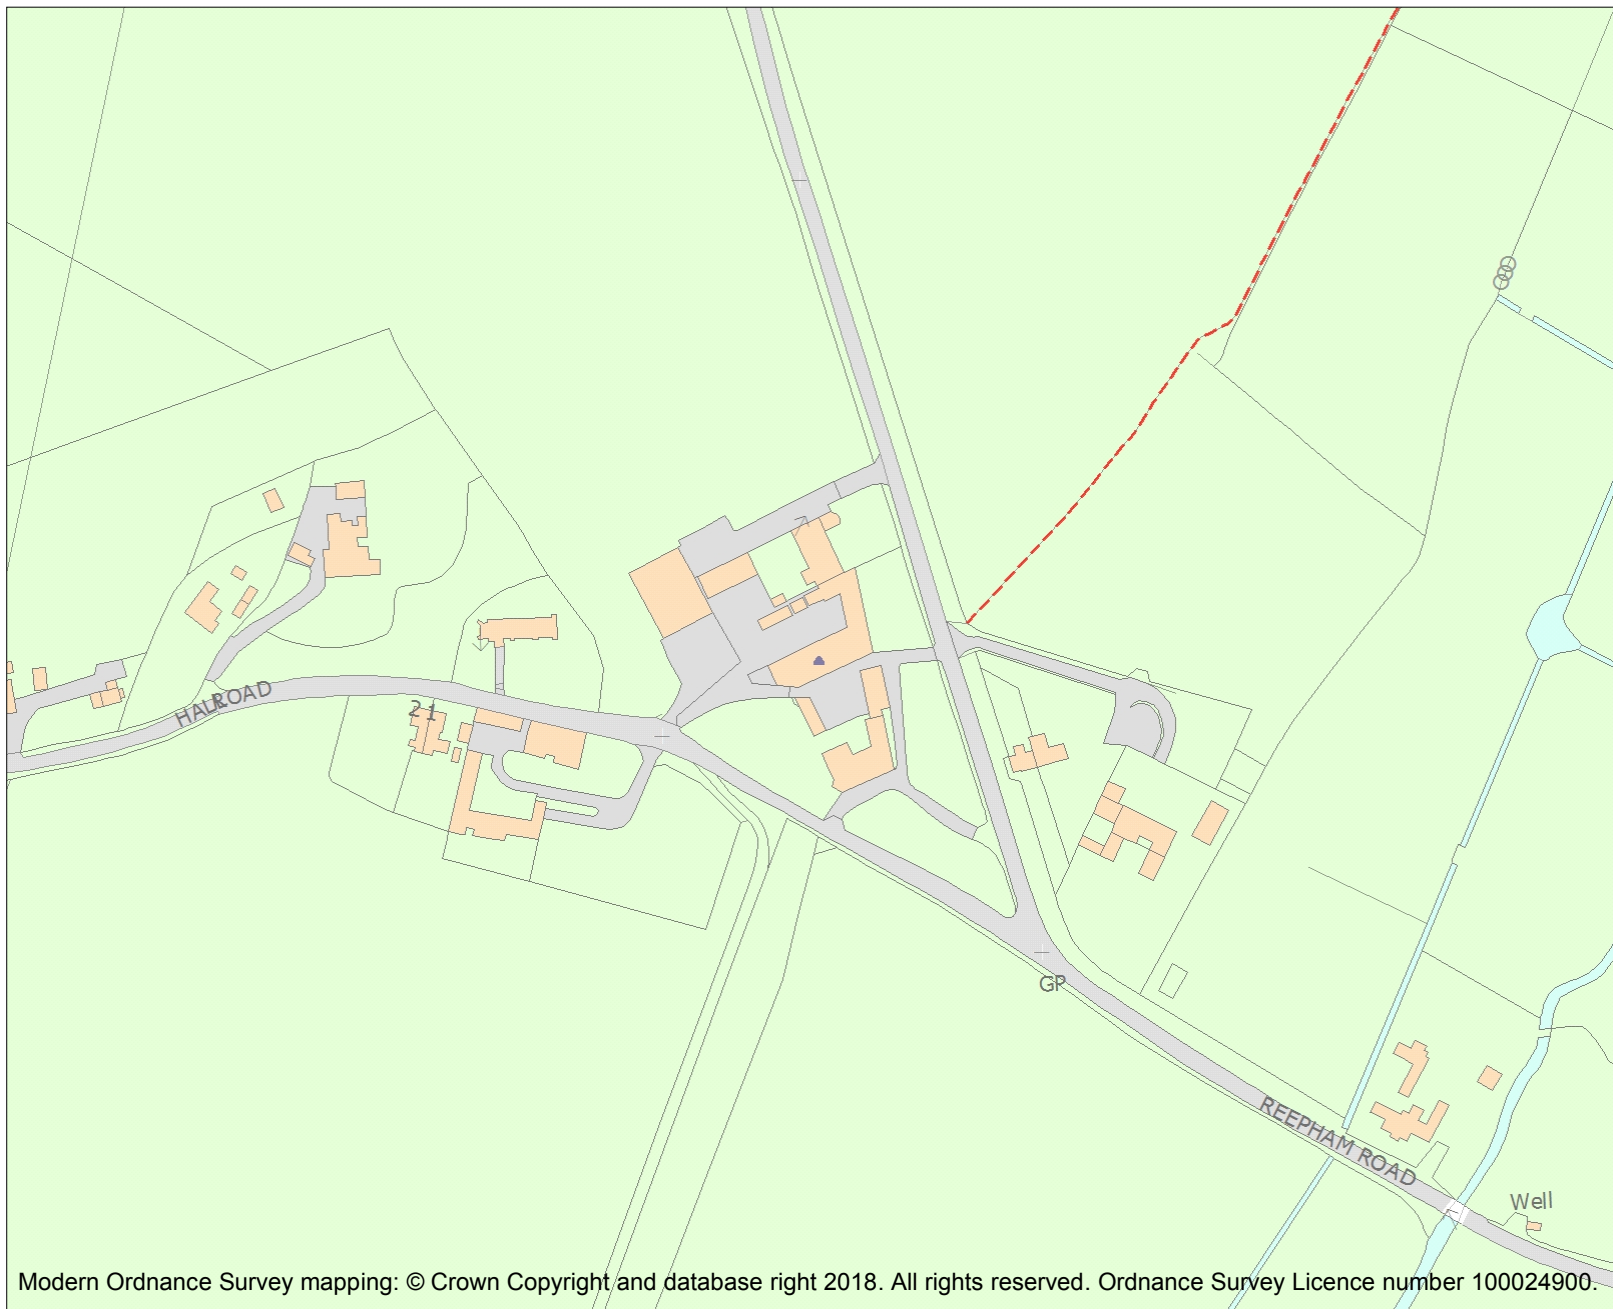 HALL ROAD
21
GP
REEPHAM ROAD
Well
Modern Ordnance Survey mapping: © Crown Copyright and database right 2018. All rights reserved. Ordnance Survey Licence number 100024900.